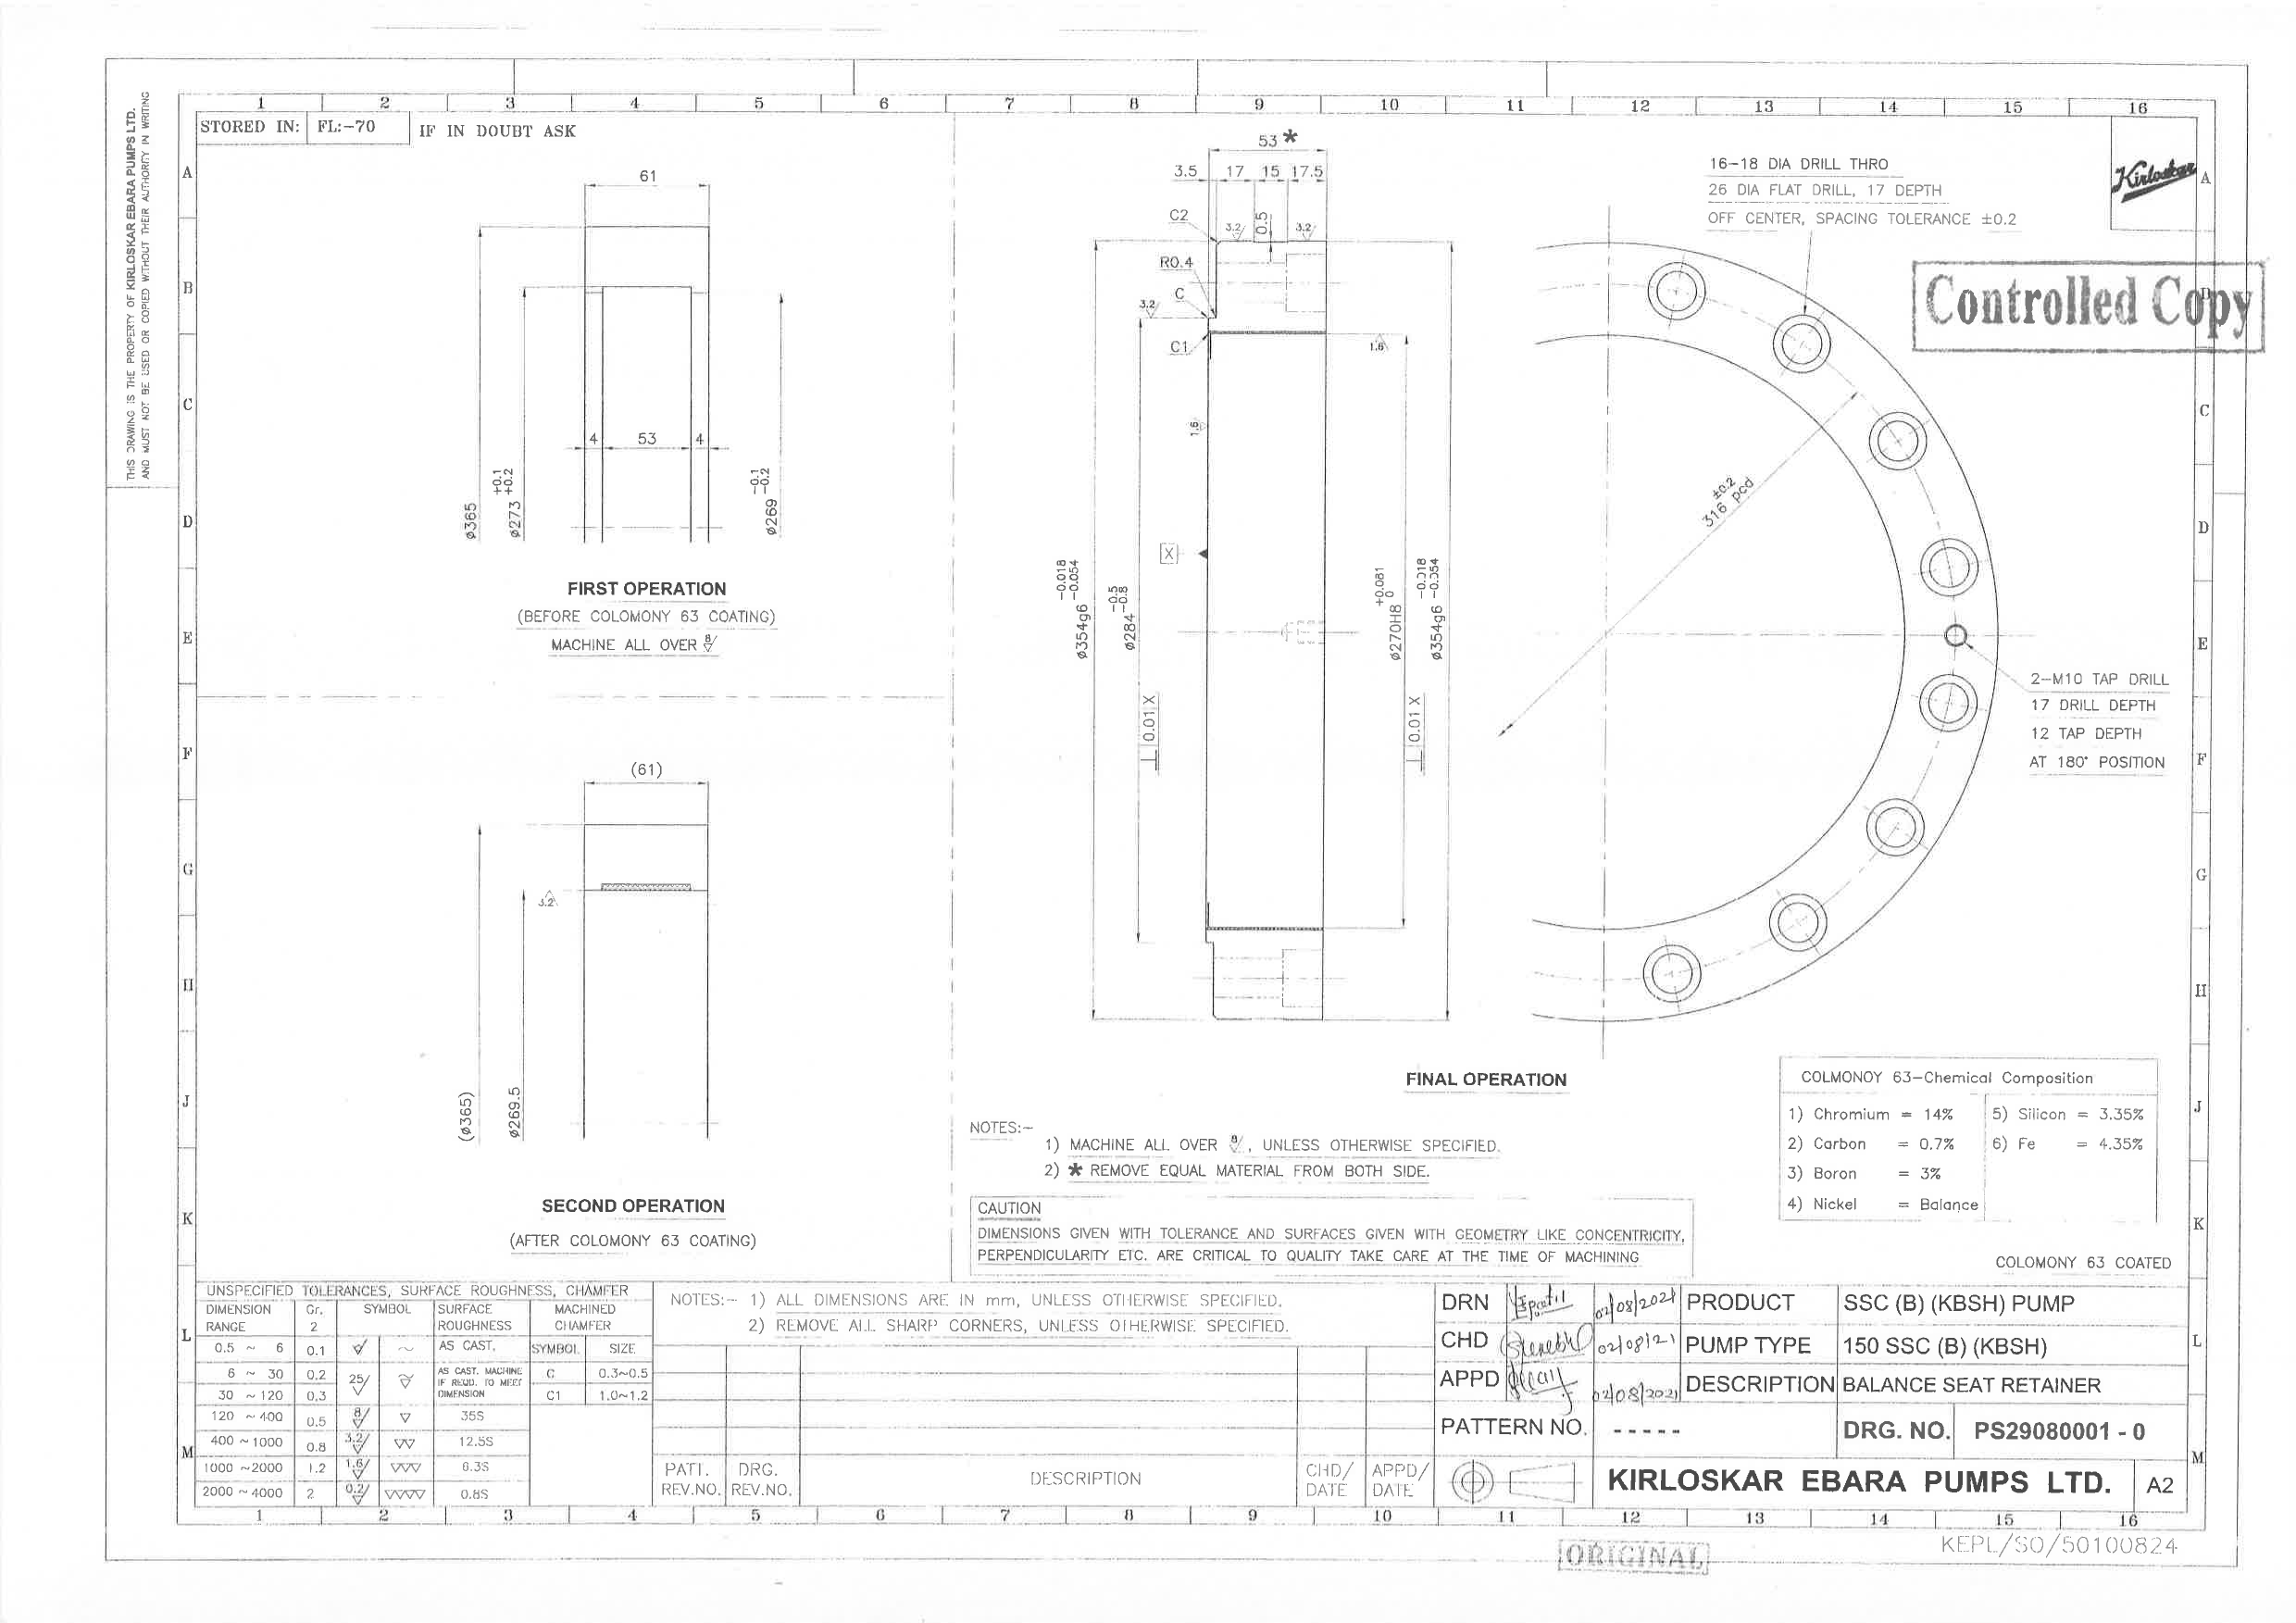 THIS DRAWING IS THE PROPERTY OF KIRLOSKAR EBARA PUMPS LTD.
AND MUST NOT BE USED OR COPIED WITHOUT THEIR AUTHORITY IN WRITING
1 2 3 4 5 6 7 8 9 10 11 12 13 14 15 16
STORED IN: FL:-70 IF IN DOUBT ASK
Kirloskar
Controlled Copy
A
B
C
D
E
F
G
H
J
K
L
M
61
4 53 4
ø365
ø273 +0.1 +0.2
ø269 -0.1 -0.2
FIRST OPERATION
(BEFORE COLOMONY 63 COATING)
MACHINE ALL OVER 8/
(61)
3.2
(ø365)
ø269.5
SECOND OPERATION
(AFTER COLOMONY 63 COATING)
53 *
3.5 17 15 17.5
C2
3.2 0.5 3.2
R0.4
C
3.2
C1
1.6
1.6
X
ø354g6 -0.018 -0.054
ø284 -0.5 -0.8
ø270H8 +0.081 0
ø354g6 -0.018 -0.054
⊥ 0.01 X
⊥ 0.01 X
16-18 DIA DRILL THRO
26 DIA FLAT DRILL, 17 DEPTH
OFF CENTER, SPACING TOLERANCE ±0.2
±0.2
316 pcd
2-M10 TAP DRILL
17 DRILL DEPTH
12 TAP DEPTH
AT 180° POSITION
FINAL OPERATION
NOTES:-
1) MACHINE ALL OVER 8/, UNLESS OTHERWISE SPECIFIED.
2) * REMOVE EQUAL MATERIAL FROM BOTH SIDE.
CAUTION
DIMENSIONS GIVEN WITH TOLERANCE AND SURFACES GIVEN WITH GEOMETRY LIKE CONCENTRICITY,
PERPENDICULARITY ETC. ARE CRITICAL TO QUALITY TAKE CARE AT THE TIME OF MACHINING
COLMONOY 63-Chemical Composition
1) Chromium = 14% 5) Silicon = 3.35%
2) Carbon = 0.7% 6) Fe = 4.35%
3) Boron = 3%
4) Nickel = Balance
COLOMONY 63 COATED
UNSPECIFIED TOLERANCES, SURFACE ROUGHNESS, CHAMFER
DIMENSION RANGE Gr. 2 SYMBOL SURFACE ROUGHNESS MACHINED CHAMFER
0.5 ~ 6 0.1 ~ AS CAST. SYMBOL SIZE
6 ~ 30 0.2 25/ AS CAST. MACHINE IF REQD. TO MEET DIMENSION C 0.3~0.5
30 ~ 120 0.3 C1 1.0~1.2
120 ~ 400 0.5 8/ ▽ 35S
400 ~ 1000 0.8 3.2/ ▽▽ 12.5S
1000 ~2000 1.2 1.6/ ▽▽▽ 6.3S
2000 ~ 4000 2 0.2/ ▽▽▽▽ 0.8S
NOTES:- 1) ALL DIMENSIONS ARE IN mm, UNLESS OTHERWISE SPECIFIED.
2) REMOVE ALL SHARP CORNERS, UNLESS OTHERWISE SPECIFIED.
PATT. REV.NO. DRG. REV.NO. DESCRIPTION CHD/ DATE APPD/ DATE
DRN 02/08/2021 PRODUCT SSC (B) (KBSH) PUMP
CHD 02/08/21 PUMP TYPE 150 SSC (B) (KBSH)
APPD 02/08/2021 DESCRIPTION BALANCE SEAT RETAINER
PATTERN NO. ----- DRG. NO. PS29080001 - 0
KIRLOSKAR EBARA PUMPS LTD. A2
1 2 3 4 5 6 7 8 9 10 11 12 13 14 15 16
ORIGINAL
KEPL/SO/50100824